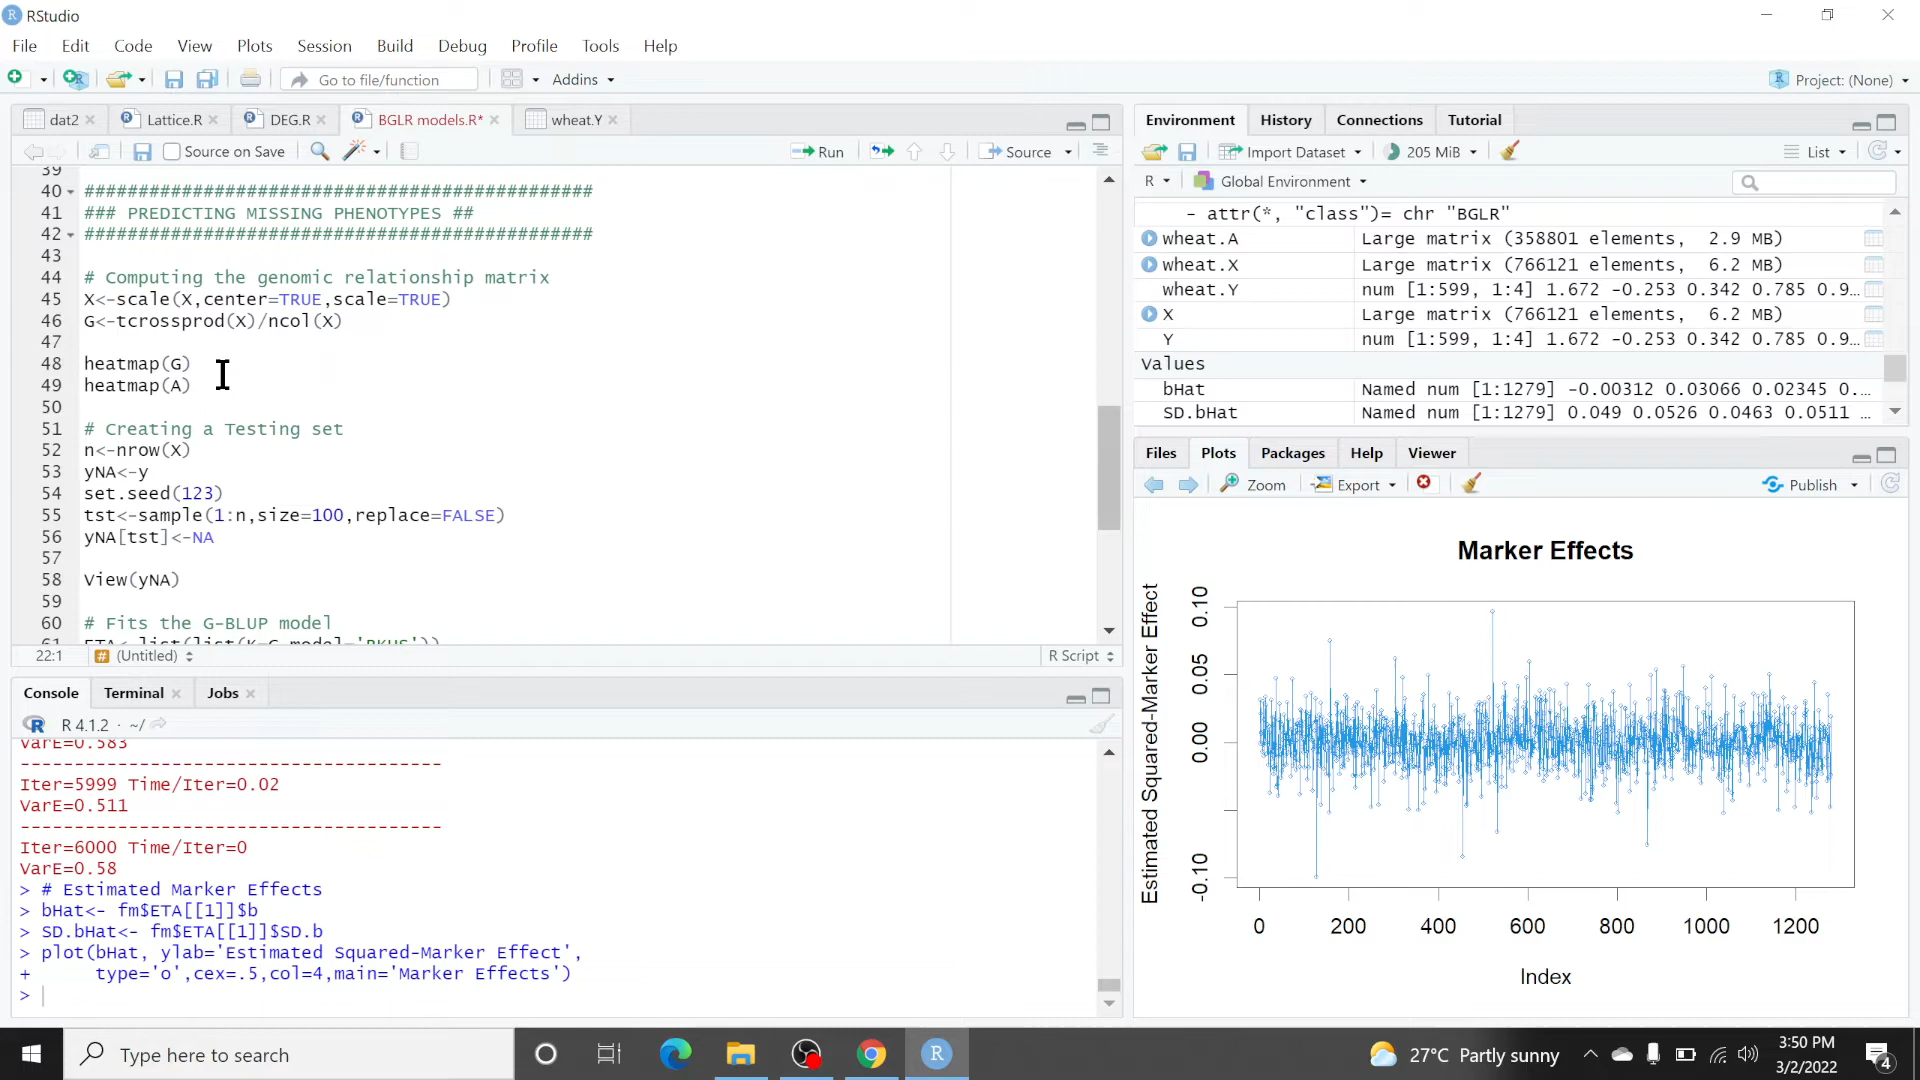 RStudio
File Edit Code View Plots Session Build Debug Profile Tools Help
Go to file/function Addins Project: (None)
dat2 Lattice.R DEG.R BGLR models.R* wheat.Y
Source on Save Run Source
39
40 ###############################################
41 ### PREDICTING MISSING PHENOTYPES ##
42 ###############################################
43
44 # Computing the genomic relationship matrix
45 X<-scale(X,center=TRUE,scale=TRUE)
46 G<-tcrossprod(X)/ncol(X)
47
48 heatmap(G)
49 heatmap(A)
50
51 # Creating a Testing set
52 n<-nrow(X)
53 yNA<-y
54 set.seed(123)
55 tst<-sample(1:n,size=100,replace=FALSE)
56 yNA[tst]<-NA
57
58 View(yNA)
59
60 # Fits the G-BLUP model
22:1 # (Untitled) R Script
Console Terminal Jobs
R R 4.1.2 · ~/
VarE=0.583
---------------------------------------
Iter=5999 Time/Iter=0.02
VarE=0.511
---------------------------------------
Iter=6000 Time/Iter=0
VarE=0.58
> # Estimated Marker Effects
> bHat<- fm$ETA[[1]]$b
> SD.bHat<- fm$ETA[[1]]$SD.b
> plot(bHat, ylab='Estimated Squared-Marker Effect',
+ type='o',cex=.5,col=4,main='Marker Effects')
>
Environment History Connections Tutorial
Import Dataset 205 MiB List
R Global Environment
- attr(*, "class")= chr "BGLR"
wheat.A Large matrix (358801 elements, 2.9 MB)
wheat.X Large matrix (766121 elements, 6.2 MB)
wheat.Y num [1:599, 1:4] 1.672 -0.253 0.342 0.785 0.9…
X Large matrix (766121 elements, 6.2 MB)
Y num [1:599, 1:4] 1.672 -0.253 0.342 0.785 0.9…
Values
bHat Named num [1:1279] -0.00312 0.03066 0.02345 0.…
SD.bHat Named num [1:1279] 0.049 0.0526 0.0463 0.0511 …
Files Plots Packages Help Viewer
Zoom Export Publish
Marker Effects
Estimated Squared-Marker Effect
0.10
0.05
0.00
-0.10
0 200 400 600 800 1000 1200
Index
Type here to search
R
27°C Partly sunny
3:50 PM
3/2/2022
4